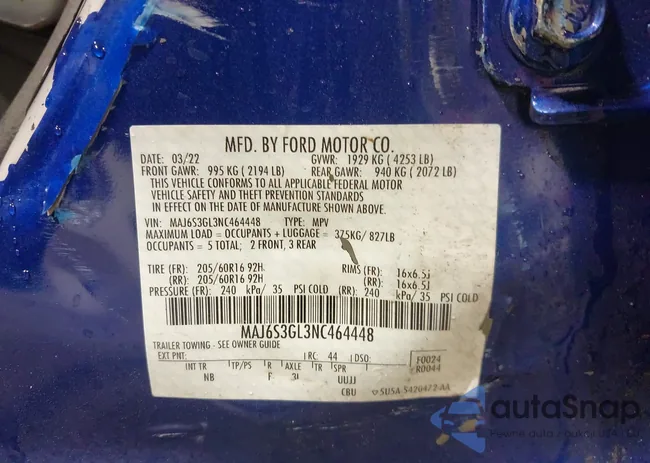 MFD. BY FORD MOTOR CO.
DATE: 03/22 GVWR: 1929 KG ( 4253 LB)
FRONT GAWR: 995 KG ( 2194 LB) REAR GAWR: 940 KG ( 2072 LB)
THIS VEHICLE CONFORMS TO ALL APPLICABLE FEDERAL MOTOR
VEHICLE SAFETY AND THEFT PREVENTION STANDARDS
IN EFFECT ON THE DATE OF MANUFACTURE SHOWN ABOVE.
VIN: MAJ6S3GL3NC464448 TYPE: MPV
MAXIMUM LOAD = OCCUPANTS + LUGGAGE = 375KG/ 827LB
OCCUPANTS = 5 TOTAL; 2 FRONT, 3 REAR
TIRE (FR): 205/60R16 92H RIMS (FR): 16x6.5J
(RR): 205/60R16 92H (RR): 16x6.5J
PRESSURE (FR): 240 kPa/ 35 PSI COLD (RR): 240 kPa/ 35 PSI COLD
MAJ6S3GL3NC464448
TRAILER TOWING - SEE OWNER GUIDE
EXT PNT: RC: 44 DSO: F0024
R0044
INT TR TP/PS R AXLE TR SPR
NB F 3I UUJJ
CBU SU5A-5420472-AA
autoSnap